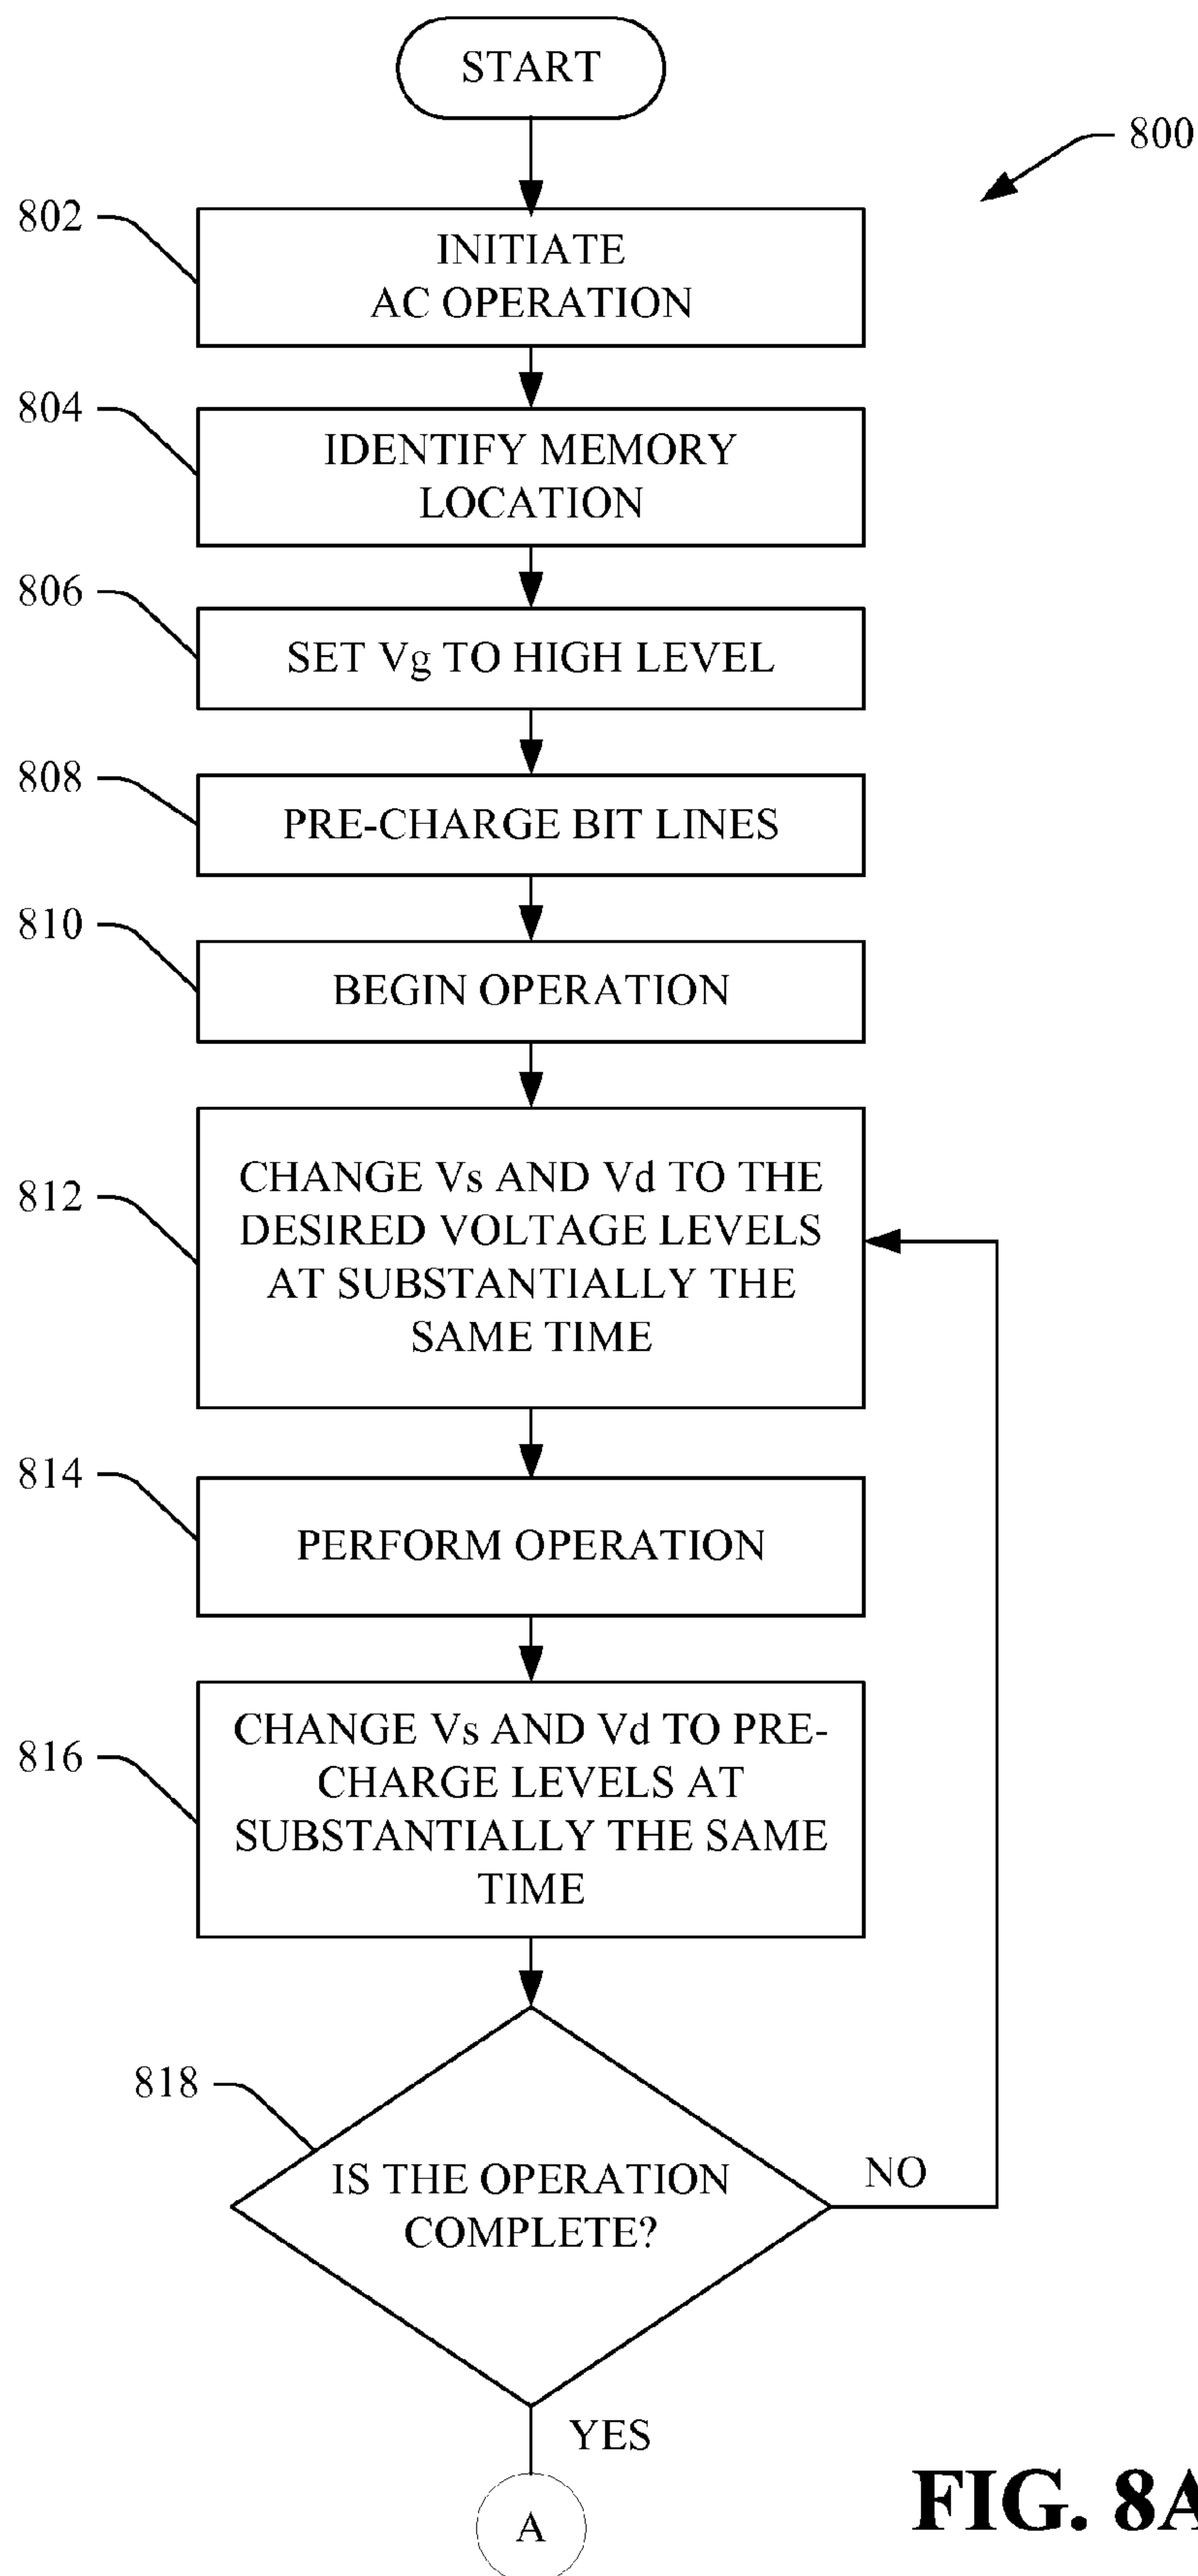 START
800
802
INITIATE
AC OPERATION
804
IDENTIFY MEMORY
LOCATION
806
SET Vg TO HIGH LEVEL
808
PRE-CHARGE BIT LINES
810
BEGIN OPERATION
812
CHANGE Vs AND Vd TO THE
DESIRED VOLTAGE LEVELS
AT SUBSTANTIALLY THE
SAME TIME
814
PERFORM OPERATION
816
CHANGE Vs AND Vd TO PRE-
CHARGE LEVELS AT
SUBSTANTIALLY THE SAME
TIME
818
IS THE OPERATION
COMPLETE?
NO
YES
A
FIG. 8A